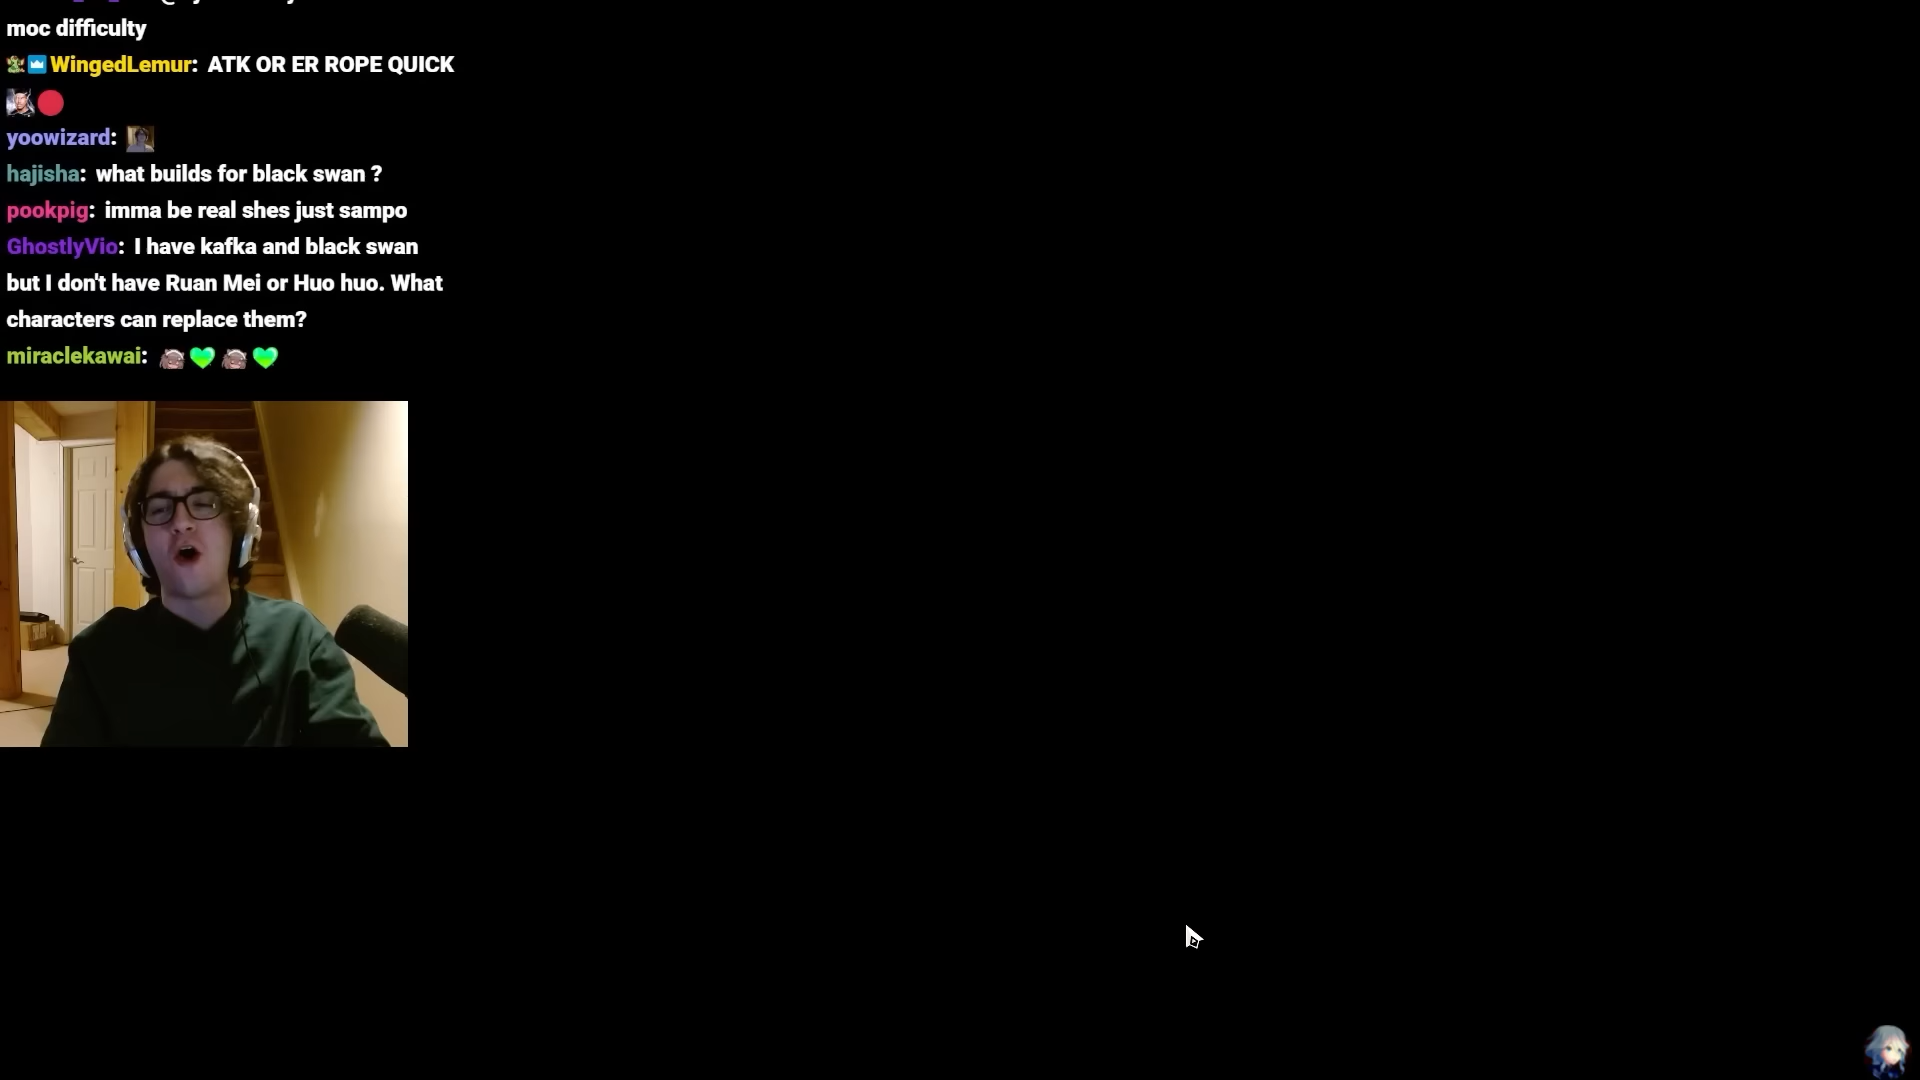 moc difficulty
WingedLemur: ATK OR ER ROPE QUICK
yoowizard:
hajisha: what builds for black swan ?
pookpig: imma be real shes just sampo
GhostlyVio: I have kafka and black swan
but I don't have Ruan Mei or Huo huo. What
characters can replace them?
miraclekawai: